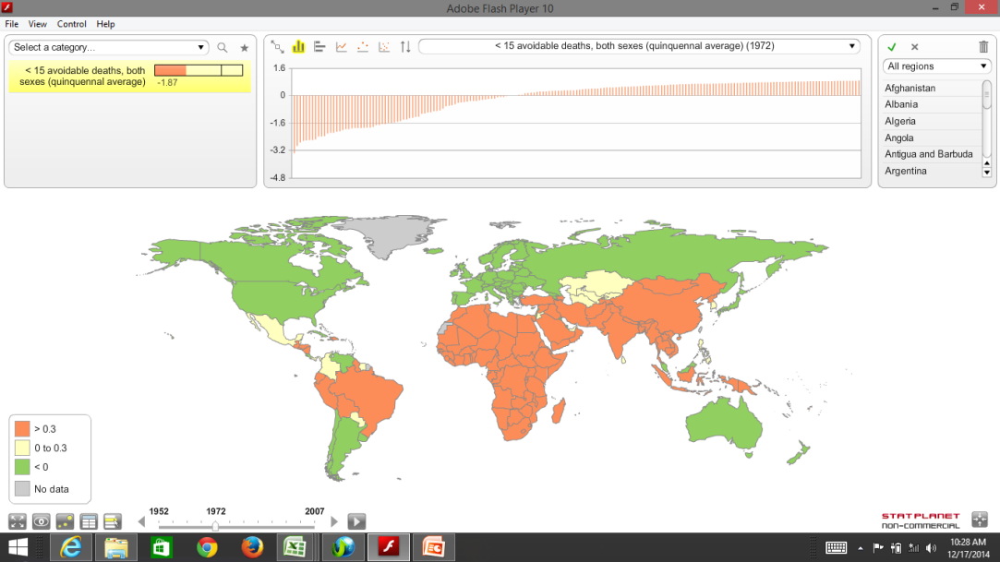 Adobe Flash Player 10
File View Control Help
Select a category...
< 15 avoidable deaths, both
sexes (quinquennal average)
-1.87
< 15 avoidable deaths, both sexes (quinquennal average) (1972)
1.6
0
-1.6
-3.2
-4.8
All regions
Afghanistan
Albania
Algeria
Angola
Antigua and Barbuda
Argentina
> 0.3
0 to 0.3
< 0
No data
1952 1972 2007
STATPLANET
NON-COMMERCIAL
10:28 AM
12/17/2014